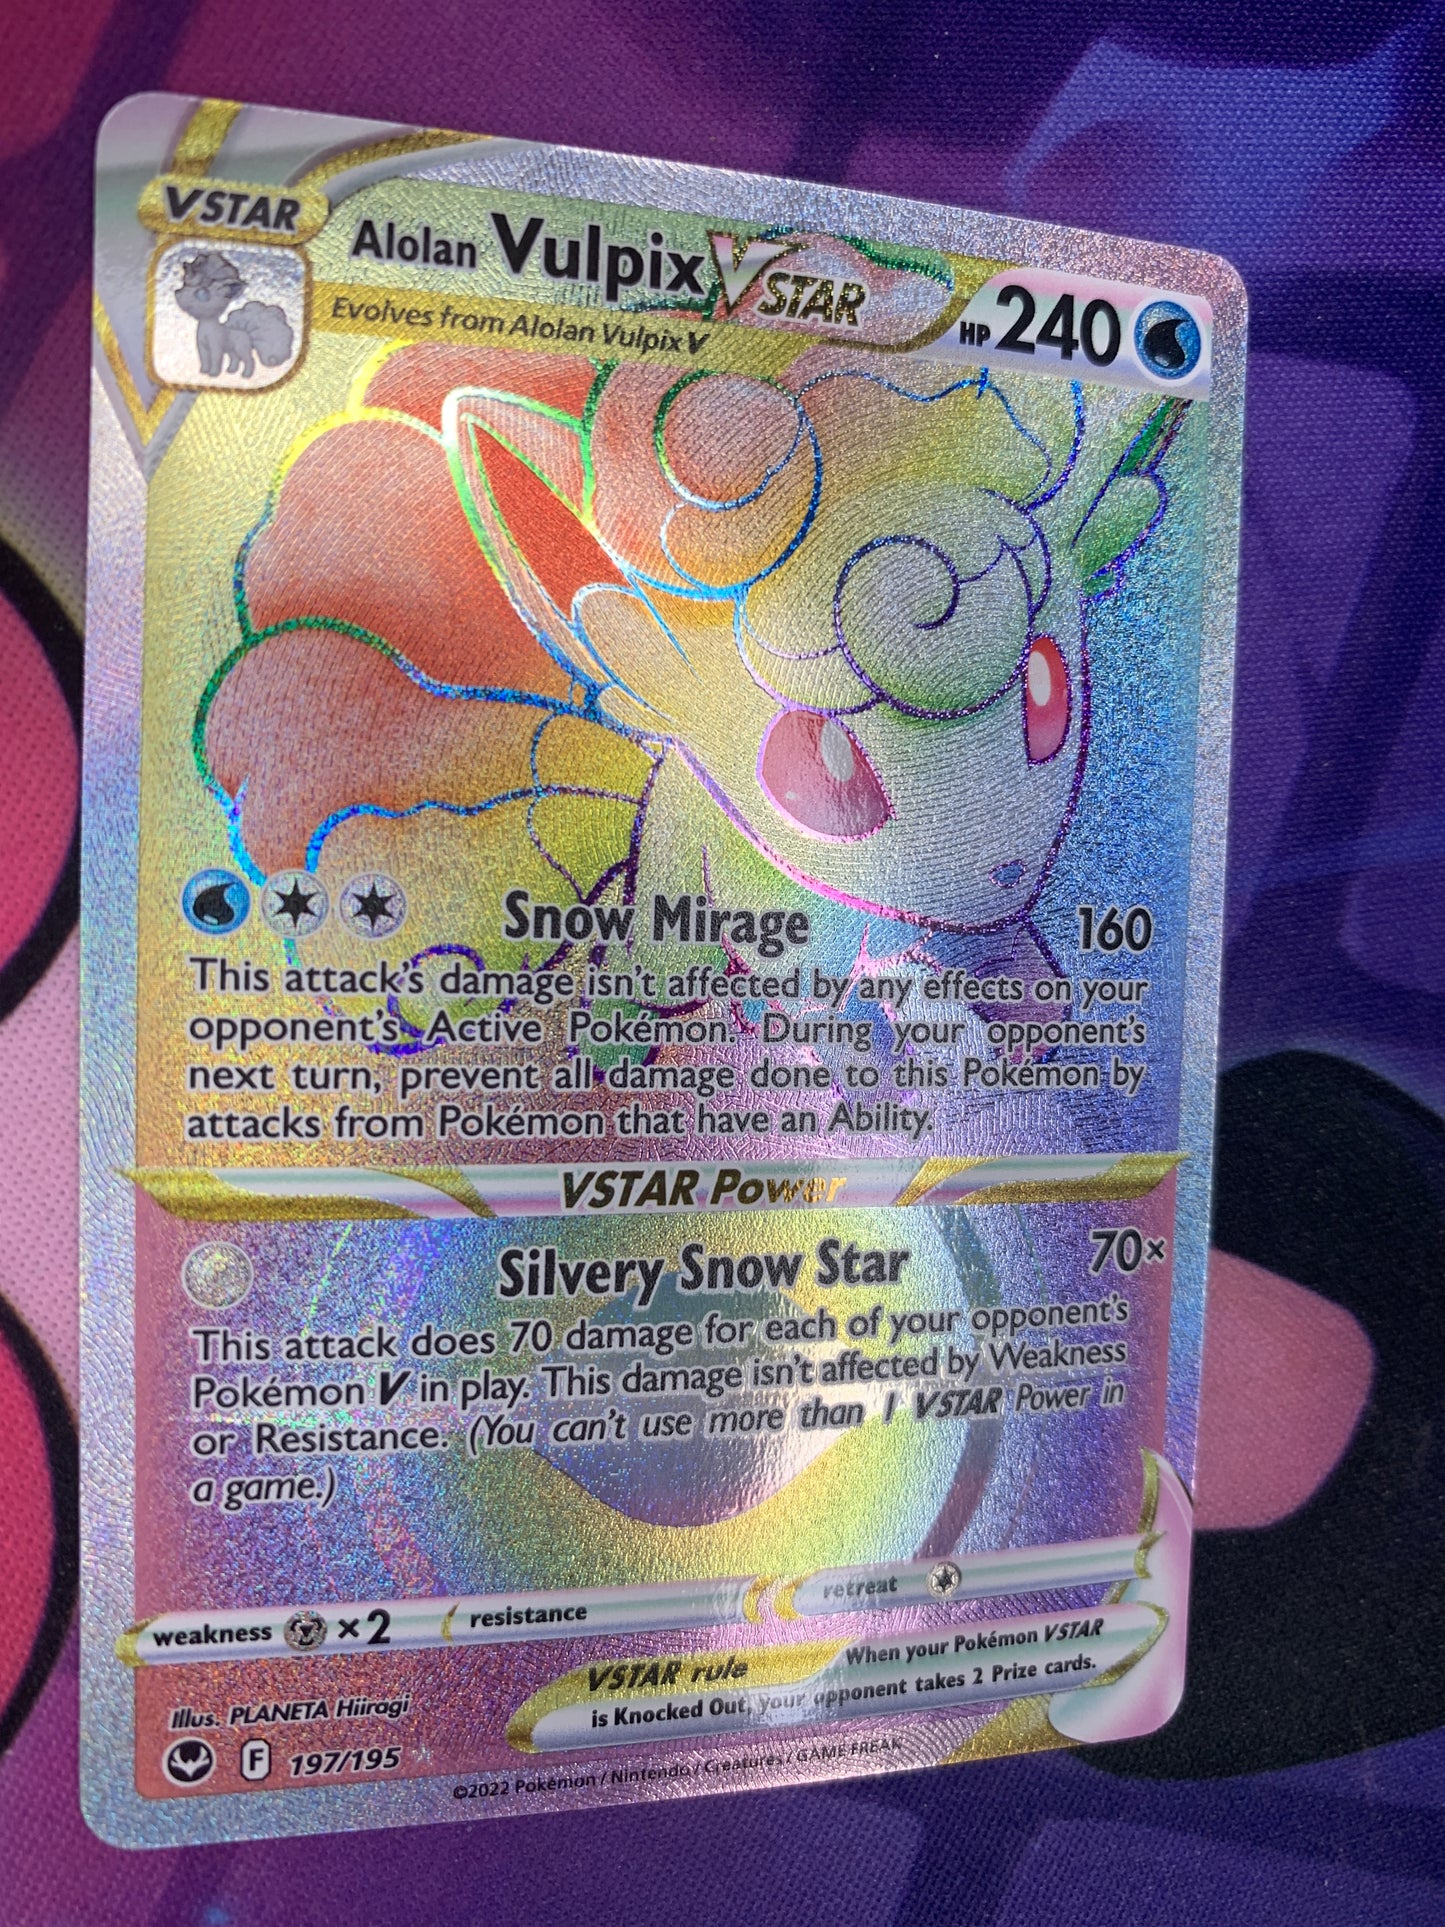 VSTAR
Alolan Vulpix VSTAR
HP 240
Evolves from Alolan Vulpix V
Snow Mirage 160
This attack's damage isn't affected by any effects on your
opponent's Active Pokémon. During your opponent's
next turn, prevent all damage done to this Pokémon by
attacks from Pokémon that have an Ability.
VSTAR Power
Silvery Snow Star 70×
This attack does 70 damage for each of your opponent's
Pokémon V in play. This damage isn't affected by Weakness
or Resistance. (You can't use more than 1 VSTAR Power in
a game.)
weakness ×2 resistance retreat
VSTAR rule When your Pokémon VSTAR
is Knocked Out, your opponent takes 2 Prize cards.
Illus. PLANETA Hiiragi
F 197/195
©2022 Pokémon / Nintendo / Creatures / GAME FREAK